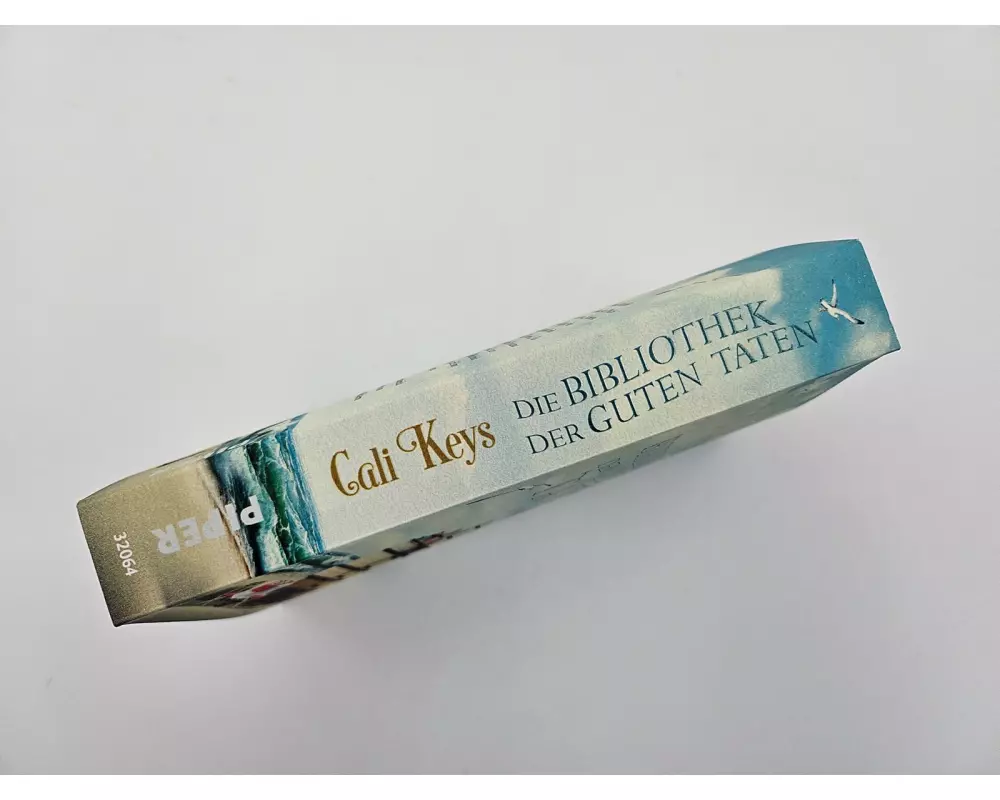 Cali Keys
DIE BIBLIOTHEK
DER GUTEN TATEN
PIPER
32064